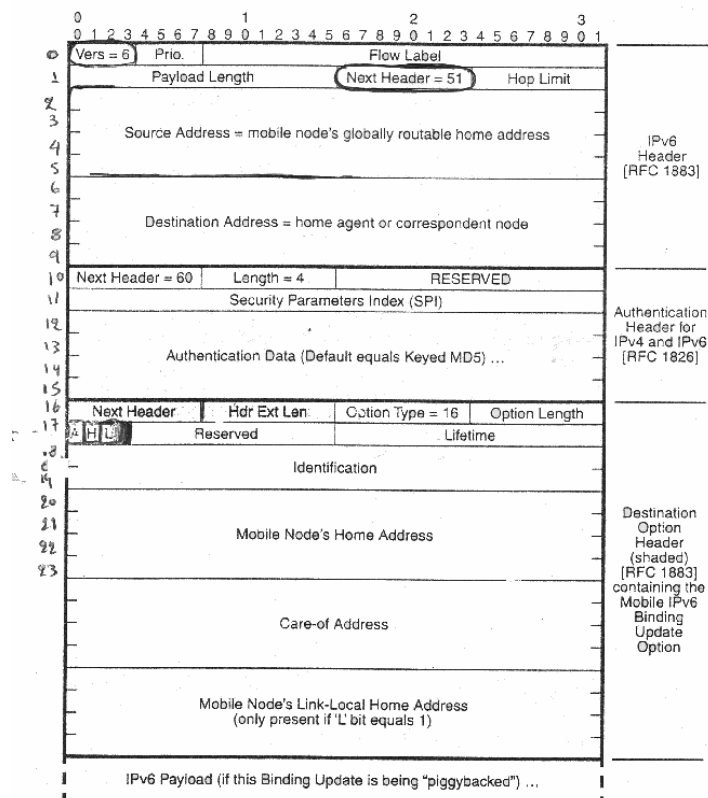 0 1 2 3
0 1 2 3 4 5 6 7 8 9 0 1 2 3 4 5 6 7 8 9 0 1 2 3 4 5 6 7 8 9 0 1
0 Vers = 6 Prio. Flow Label
1 Payload Length Next Header = 51 Hop Limit
2
3 Source Address = mobile node's globally routable home address
4
5
IPv6
Header
[RFC 1883]
6
7 Destination Address = home agent or correspondent node
8
9
10 Next Header = 60 Length = 4 RESERVED
11 Security Parameters Index (SPI)
12
13 Authentication Data (Default equals Keyed MD5) ...
14
15
Authentication
Header for
IPv4 and IPv6
[RFC 1826]
16 Next Header Hdr Ext Len Option Type = 16 Option Length
17 A H L Reserved Lifetime
18 Identification
19
20
21 Mobile Node's Home Address
22
23
Care-of Address
Mobile Node's Link-Local Home Address
(only present if 'L' bit equals 1)
Destination
Option
Header
(shaded)
[RFC 1883]
containing the
Mobile IPv6
Binding
Update
Option
IPv6 Payload (if this Binding Update is being "piggybacked") ...